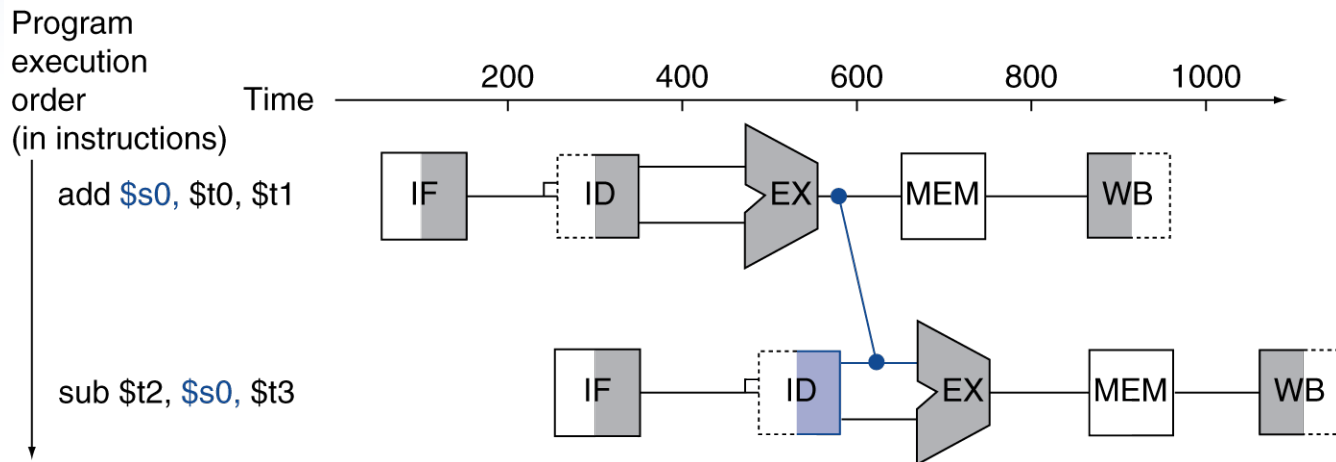 Program
execution
order
(in instructions)
Time
200 400 600 800 1000
add $s0, $t0, $t1
IF ID EX MEM WB
sub $t2, $s0, $t3
IF ID EX MEM WB